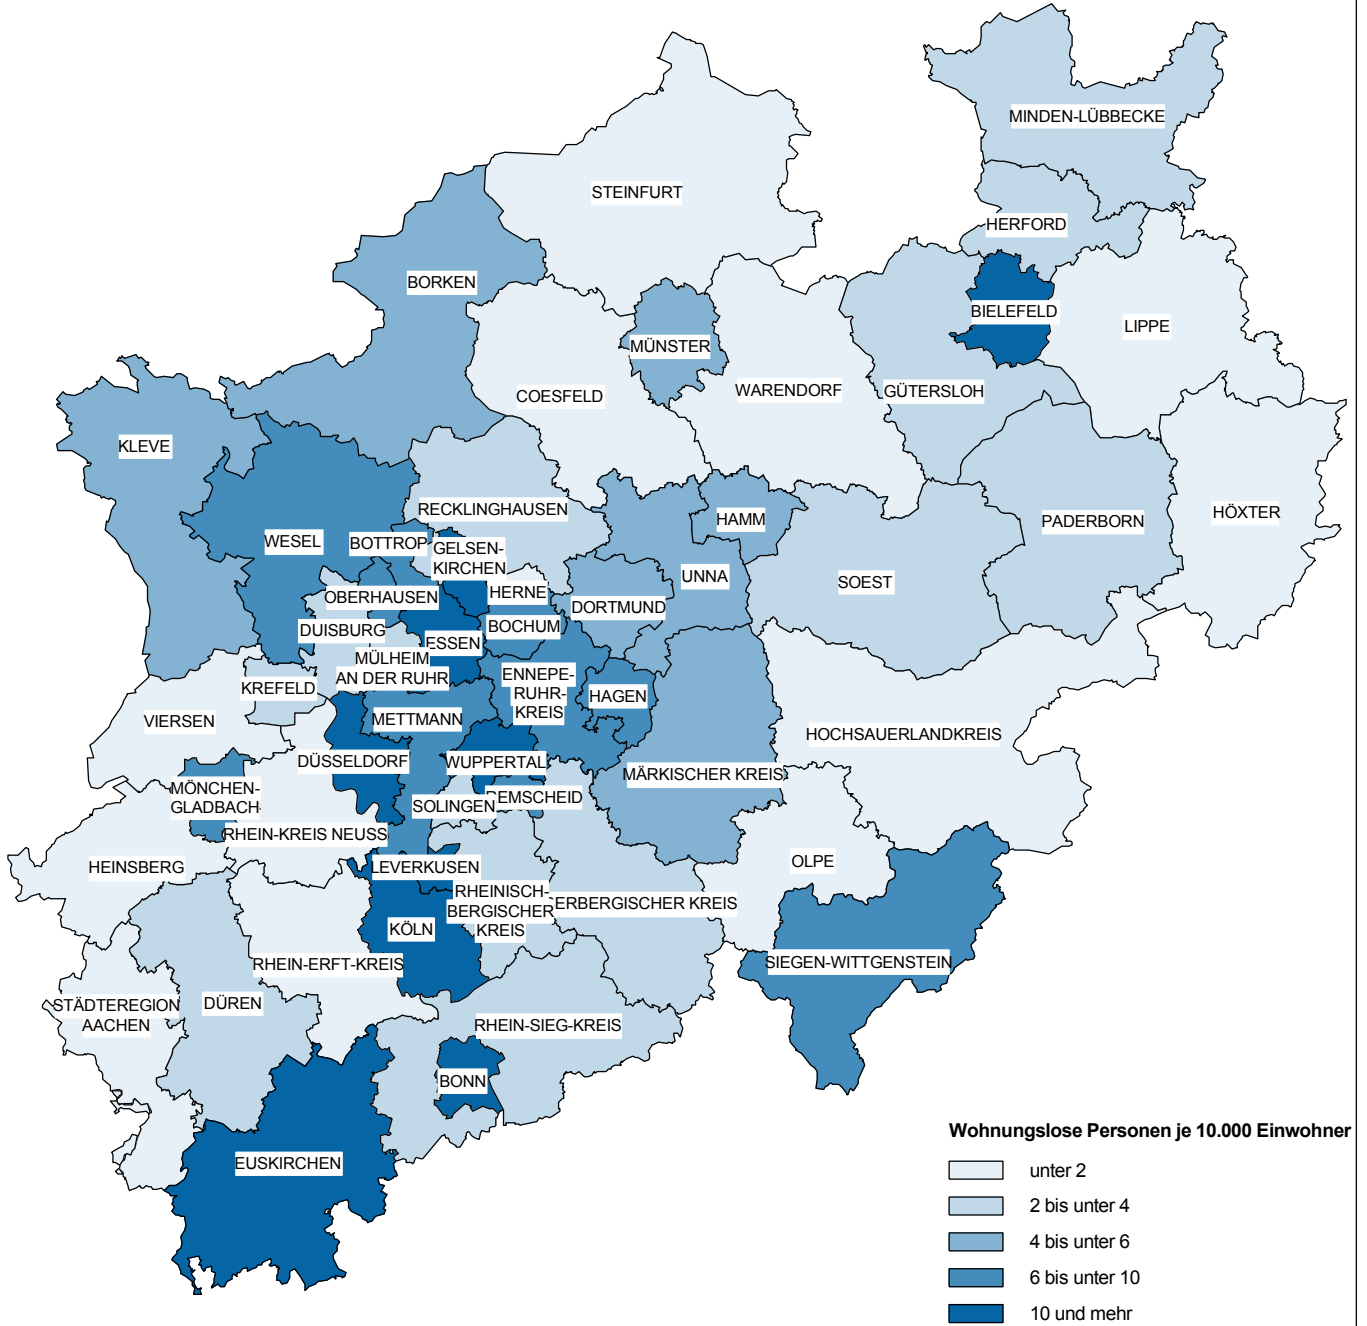 MINDEN-LÜBBECKE
STEINFURT
HERFORD
BORKEN
BIELEFELD
LIPPE
MÜNSTER
WARENDORF
GÜTERSLOH
COESFELD
KLEVE
RECKLINGHAUSEN
HAMM
PADERBORN
HÖXTER
WESEL
BOTTROP
GELSEN-
KIRCHEN
UNNA
SOEST
OBERHAUSEN
HERNE
DORTMUND
DUISBURG
BOCHUM
ESSEN
MÜLHEIM
AN DER RUHR
ENNEPE-
RUHR-
KREIS
HAGEN
KREFELD
VIERSEN
METTMANN
HOCHSAUERLANDKREIS
DÜSSELDORF
WUPPERTAL
MÄRKISCHER KREIS
MÖNCHEN-
GLADBACH
SOLINGEN
REMSCHEID
RHEIN-KREIS NEUSS
HEINSBERG
LEVERKUSEN
OLPE
RHEINISCH-
BERGISCHER
KREIS
ERBERGISCHER KREIS
KÖLN
RHEIN-ERFT-KREIS
SIEGEN-WITTGENSTEIN
STÄDTEREGION
AACHEN
DÜREN
RHEIN-SIEG-KREIS
BONN
EUSKIRCHEN
Wohnungslose Personen je 10.000 Einwohner
unter 2
2 bis unter 4
4 bis unter 6
6 bis unter 10
10 und mehr